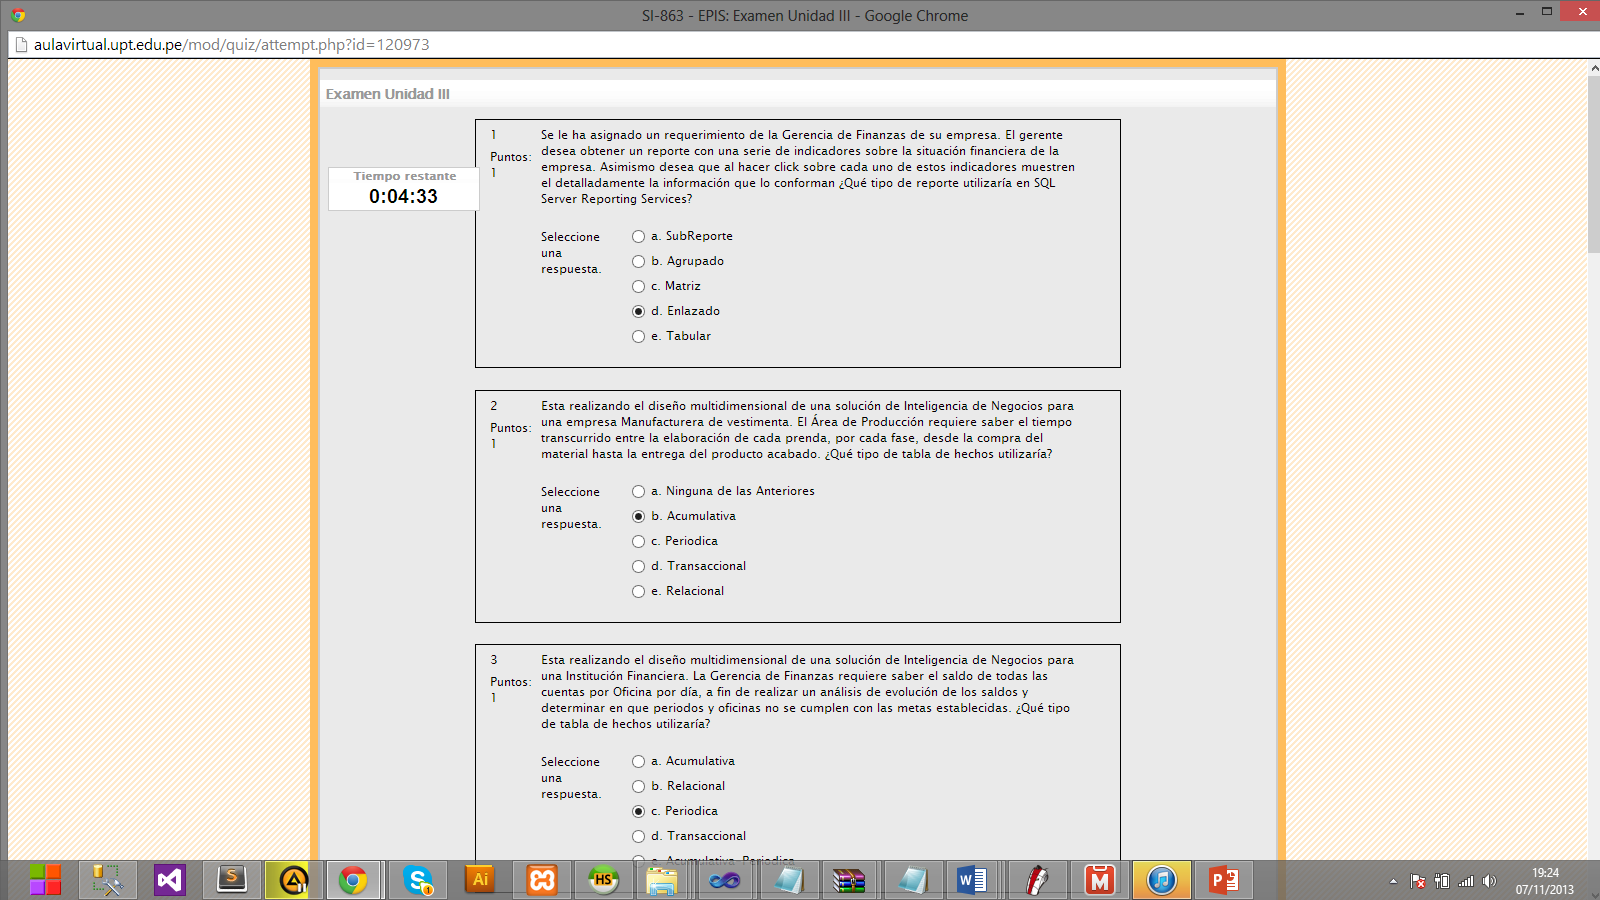 SI-863 - EPIS: Examen Unidad III - Google Chrome
aulavirtual.upt.edu.pe/mod/quiz/attempt.php?id=120973
Examen Unidad III
Tiempo restante
0:04:33
1
Puntos:
1
Se le ha asignado un requerimiento de la Gerencia de Finanzas de su empresa. El gerente
desea obtener un reporte con una serie de indicadores sobre la situación financiera de la
empresa. Asimismo desea que al hacer click sobre cada uno de estos indicadores muestren
el detalladamente la información que lo conforman ¿Qué tipo de reporte utilizaría en SQL
Server Reporting Services?
Seleccione
una
respuesta.
a. SubReporte
b. Agrupado
c. Matriz
d. Enlazado
e. Tabular
2
Puntos:
1
Esta realizando el diseño multidimensional de una solución de Inteligencia de Negocios para
una empresa Manufacturera de vestimenta. El Área de Producción requiere saber el tiempo
transcurrido entre la elaboración de cada prenda, por cada fase, desde la compra del
material hasta la entrega del producto acabado. ¿Qué tipo de tabla de hechos utilizaría?
Seleccione
una
respuesta.
a. Ninguna de las Anteriores
b. Acumulativa
c. Periodica
d. Transaccional
e. Relacional
3
Puntos:
1
Esta realizando el diseño multidimensional de una solución de Inteligencia de Negocios para
una Institución Financiera. La Gerencia de Finanzas requiere saber el saldo de todas las
cuentas por Oficina por día, a fin de realizar un análisis de evolución de los saldos y
determinar en que periodos y oficinas no se cumplen con las metas establecidas. ¿Qué tipo
de tabla de hechos utilizaría?
Seleccione
una
respuesta.
a. Acumulativa
b. Relacional
c. Periodica
d. Transaccional
e. Acumulativa-Periodica
19:24
07/11/2013